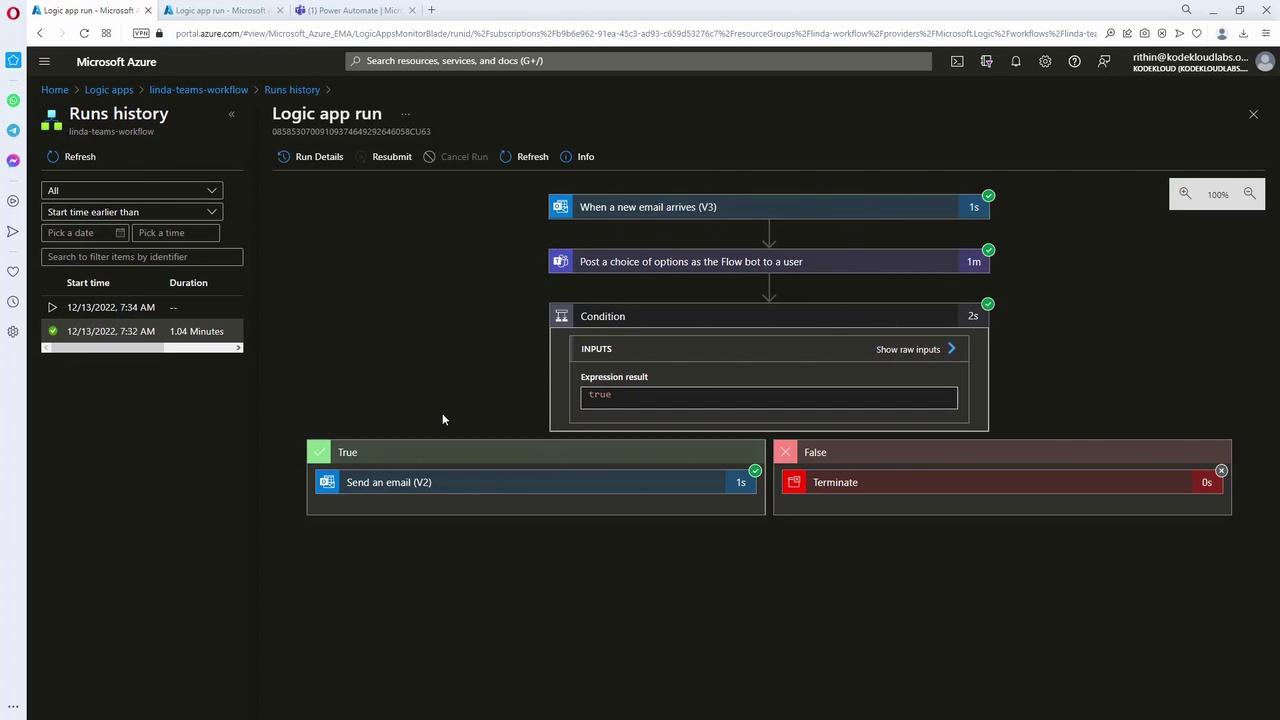 Logic app run - Microsoft Az
Logic app run - Microsoft A
(1) Power Automate | Micr
VPN
portal.azure.com/#view/Microsoft_Azure_EMA/LogicAppsMonitorBlade/runid/%2Fsubscriptions%2Fb9b6e962-91ea-45c3-ad93-c659d53276c7%2FresourceGroups%2Flinda-workflow%2Fproviders%2FMicrosoft.Logic%2Fworkflows%2Flinda-tea
Microsoft Azure
Search resources, services, and docs (G+/)
rithin@kodekloudlabs.o...
KODEKLOUD (KODEKLOUDLABS....
Home > Logic apps > linda-teams-workflow > Runs history >
Runs history
linda-teams-workflow
«
Refresh
All
Start time earlier than
Pick a date
Pick a time
Search to filter items by identifier
Start time
Duration
12/13/2022, 7:34 AM
--
12/13/2022, 7:32 AM
1.04 Minutes
Logic app run
...
08585307009109374649292646058CU63
Run Details
Resubmit
Cancel Run
Refresh
Info
100%
When a new email arrives (V3)
1s
Post a choice of options as the Flow bot to a user
1m
Condition
2s
INPUTS
Show raw inputs
Expression result
true
True
Send an email (V2)
1s
False
Terminate
0s